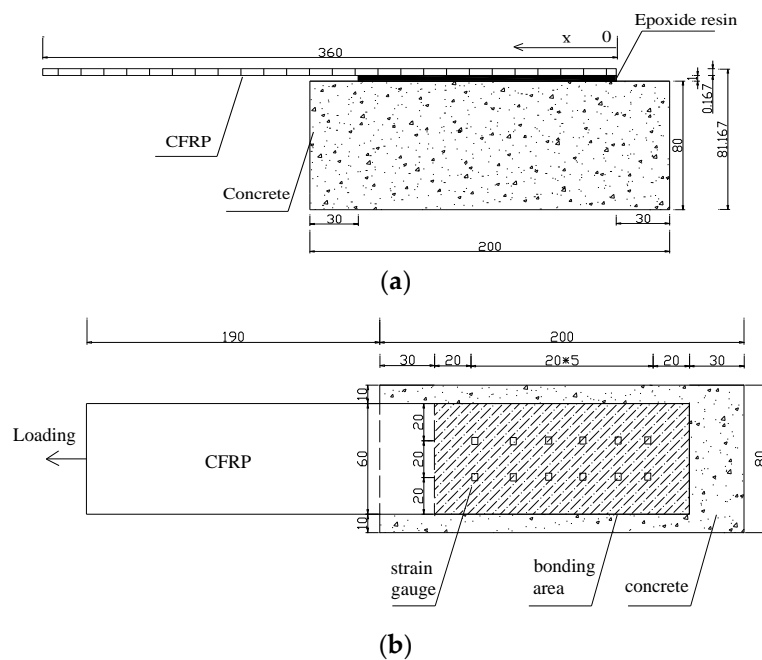 360
x 0
Epoxide resin
CFRP
Concrete
1
0.167
80
81.167
30
30
200
(a)
190
200
30
20
20*5
20
30
10
60
10
20
20
20
80
Loading
CFRP
strain
gauge
bonding
area
concrete
(b)